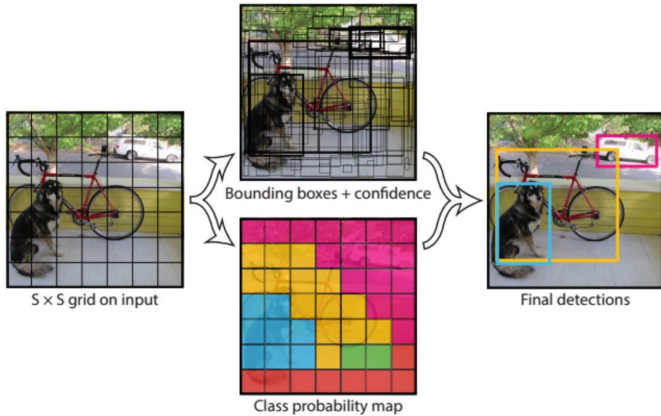 Bounding boxes + confidence
S × S grid on input
Final detections
Class probability map